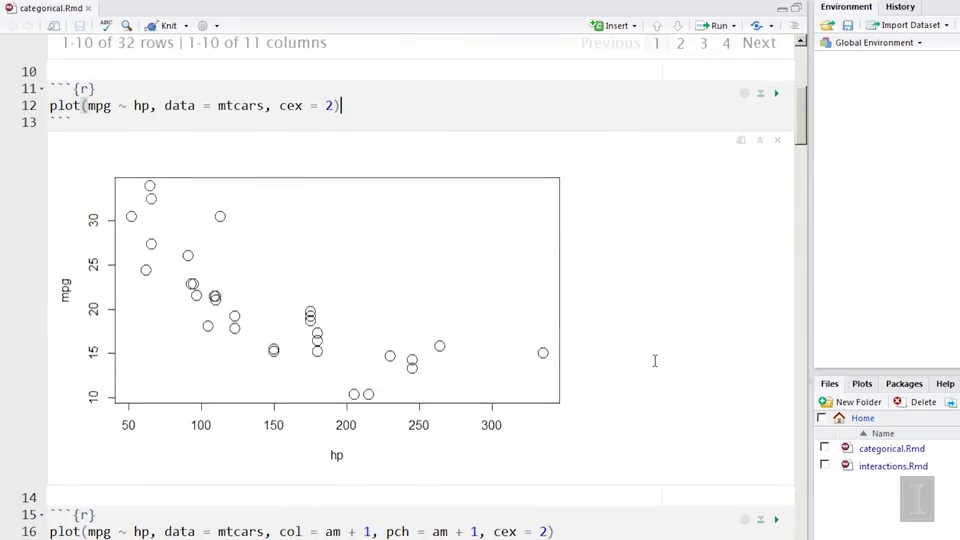 categorical.Rmd
Environment History
ABC Knit Insert Run
Import Dataset
1-10 of 32 rows | 1-10 of 11 columns
Previous 1 2 3 4 Next
Global Environment
10
11 ```{r}
12 plot(mpg ~ hp, data = mtcars, cex = 2)
13 ```
mpg
30
25
20
15
10
50 100 150 200 250 300
hp
Files Plots Packages Help
New Folder Delete
Home
Name
categorical.Rmd
interactions.Rmd
I
14
15 ```{r}
16 plot(mpg ~ hp, data = mtcars, col = am + 1, pch = am + 1, cex = 2)